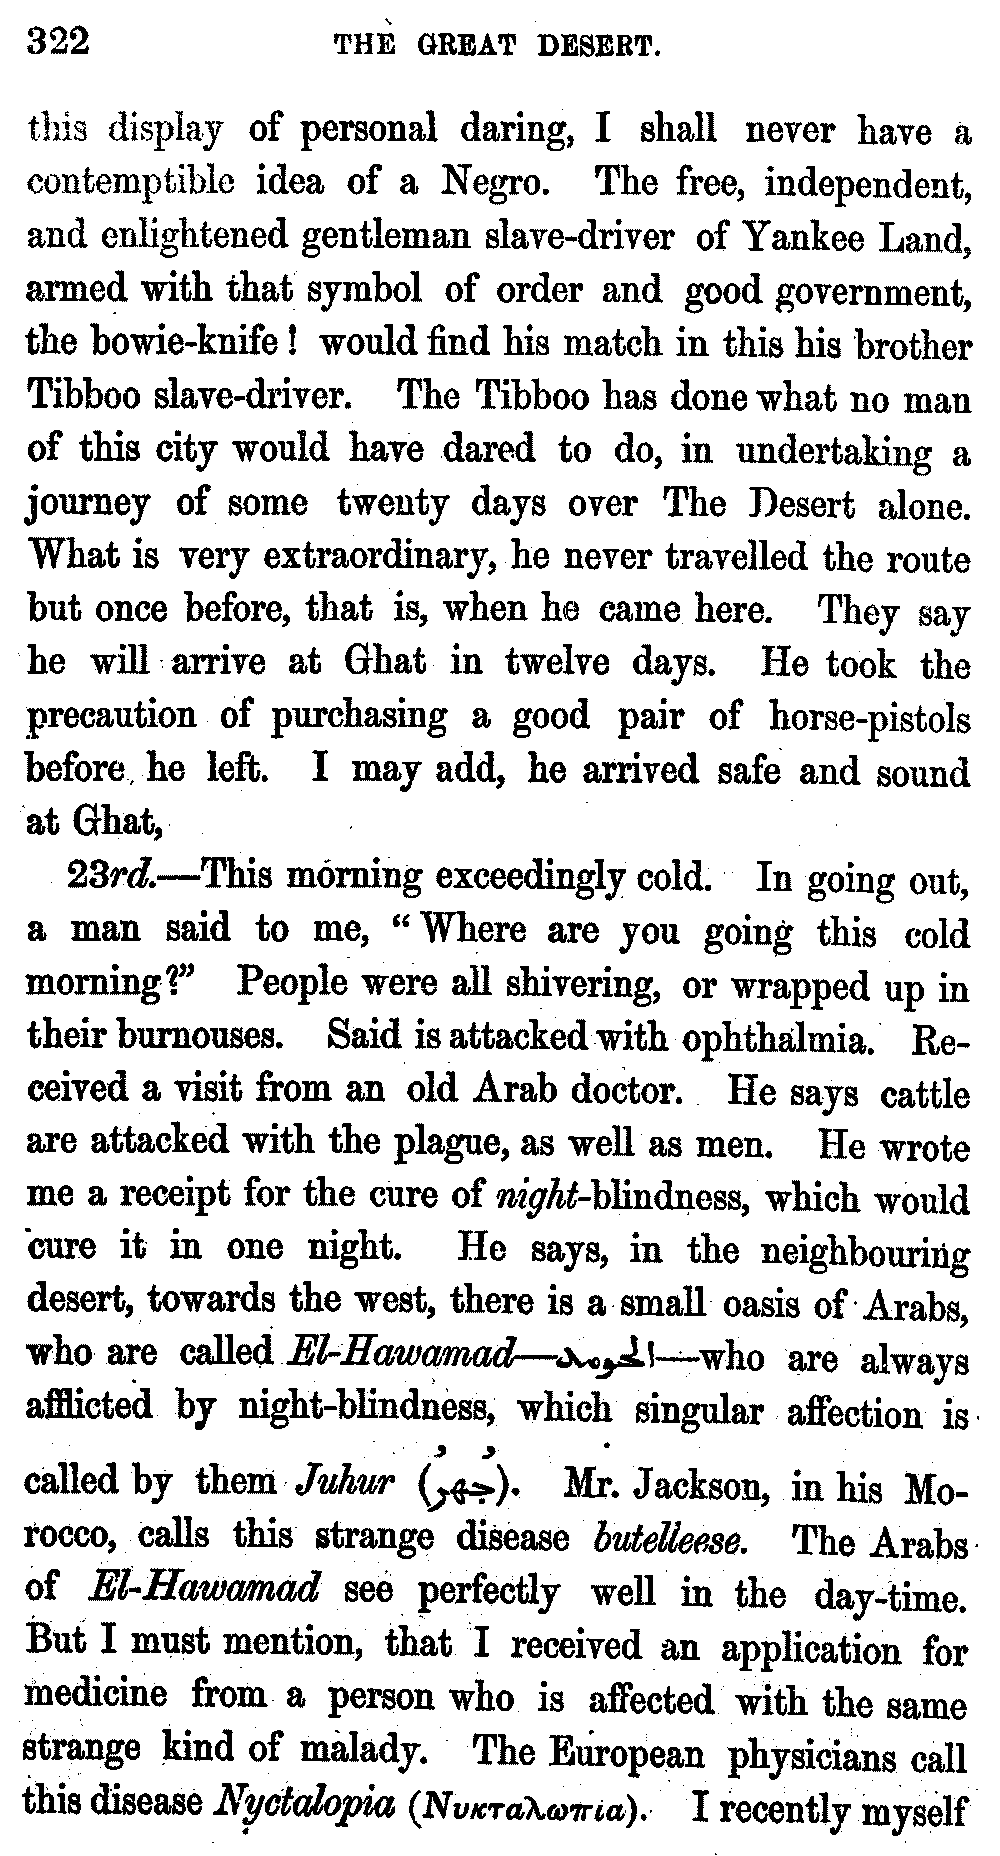 322 THE GREAT DESERT.
this display of personal daring, I shall never have a
contemptible idea of a Negro. The free, independent,
and enlightened gentleman slave-driver of Yankee Land,
armed with that symbol of order and good government,
the bowie-knife! would find his match in this his brother
Tibboo slave-driver. The Tibboo has done what no man
of this city would have dared to do, in undertaking a
journey of some twenty days over The Desert alone.
What is very extraordinary, he never travelled the route
but once before, that is, when he came here. They say
he will arrive at Ghat in twelve days. He took the
precaution of purchasing a good pair of horse-pistols
before he left. I may add, he arrived safe and sound
at Ghat,
23rd.—This morning exceedingly cold. In going out,
a man said to me, “Where are you going this cold
morning?” People were all shivering, or wrapped up in
their burnouses. Said is attacked with ophthalmia. Re-
ceived a visit from an old Arab doctor. He says cattle
are attacked with the plague, as well as men. He wrote
me a receipt for the cure of night-blindness, which would
cure it in one night. He says, in the neighbouring
desert, towards the west, there is a small oasis of Arabs,
who are called El-Hawamad—الحومد—who are always
afflicted by night-blindness, which singular affection is
called by them Juhur (جُهُر). Mr. Jackson, in his Mo-
rocco, calls this strange disease butelleese. The Arabs
of El-Hawamad see perfectly well in the day-time.
But I must mention, that I received an application for
medicine from a person who is affected with the same
strange kind of malady. The European physicians call
this disease Nyctalopia (Νυκταλωπία). I recently myself